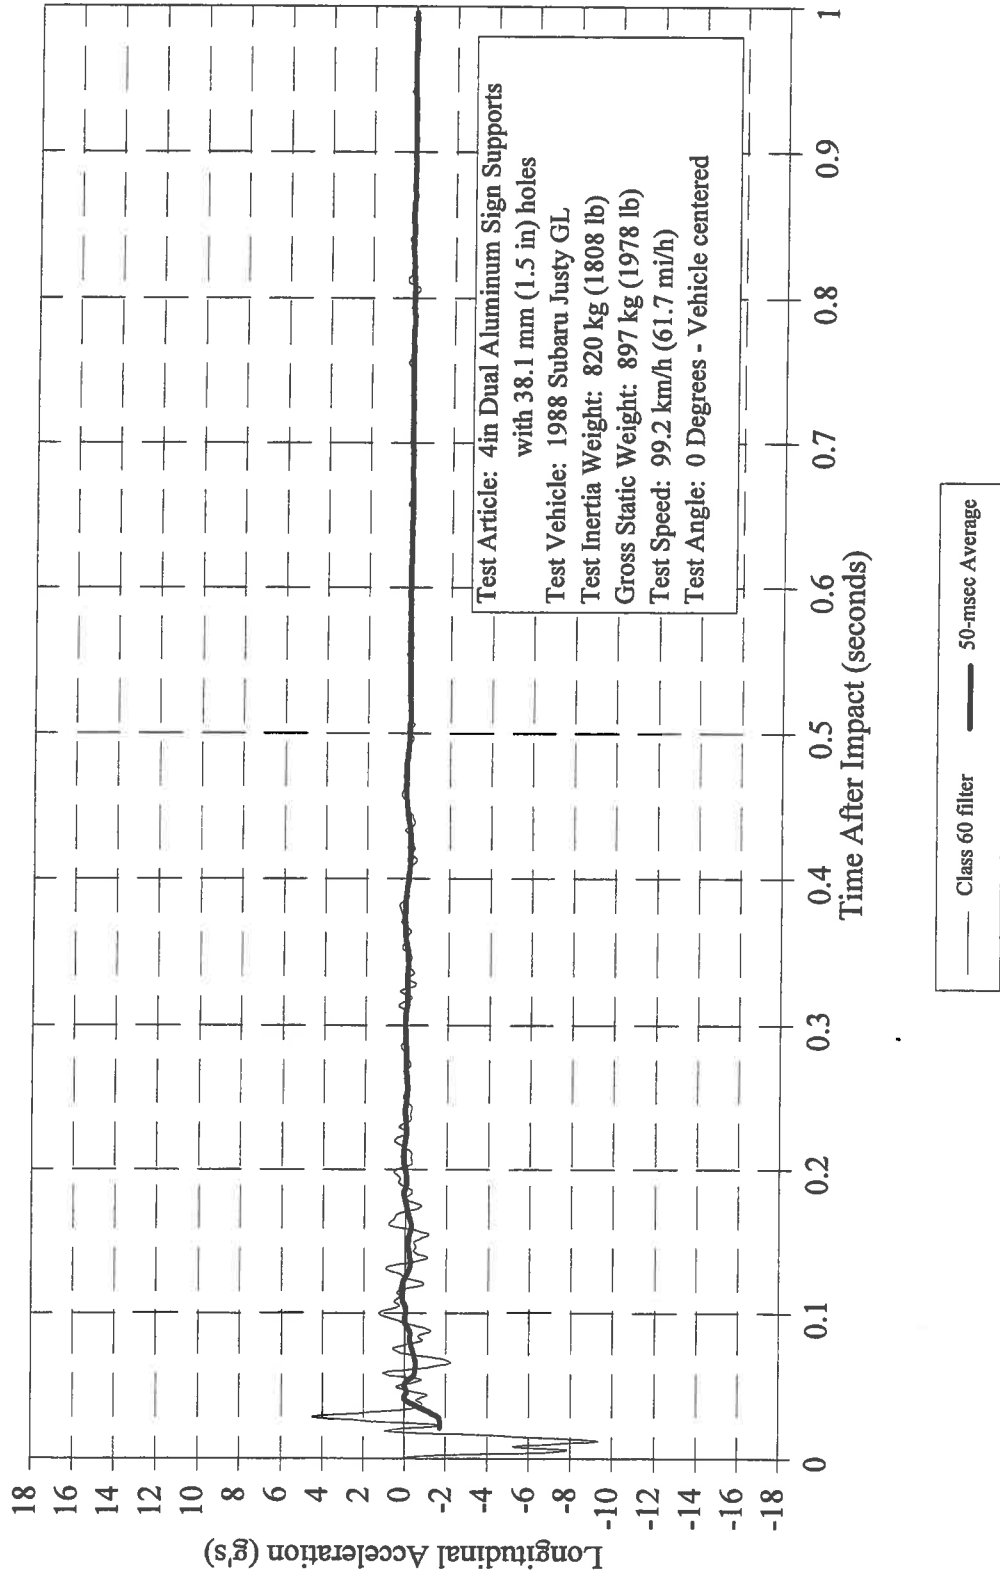 Longitudinal Acceleration (g's)
18
16
14
12
10
8
6
4
2
0
-2
-4
-6
-8
-10
-12
-14
-16
-18
0
0.1
0.2
0.3
0.4
0.5
0.6
0.7
0.8
0.9
1
Time After Impact (seconds)
Test Article: 4in Dual Aluminum Sign Supports
with 38.1 mm (1.5 in) holes
Test Vehicle: 1988 Subaru Justy GL
Test Inertia Weight: 820 kg (1808 lb)
Gross Static Weight: 897 kg (1978 lb)
Test Speed: 99.2 km/h (61.7 mi/h)
Test Angle: 0 Degrees - Vehicle centered
Class 60 filter
50-msec Average